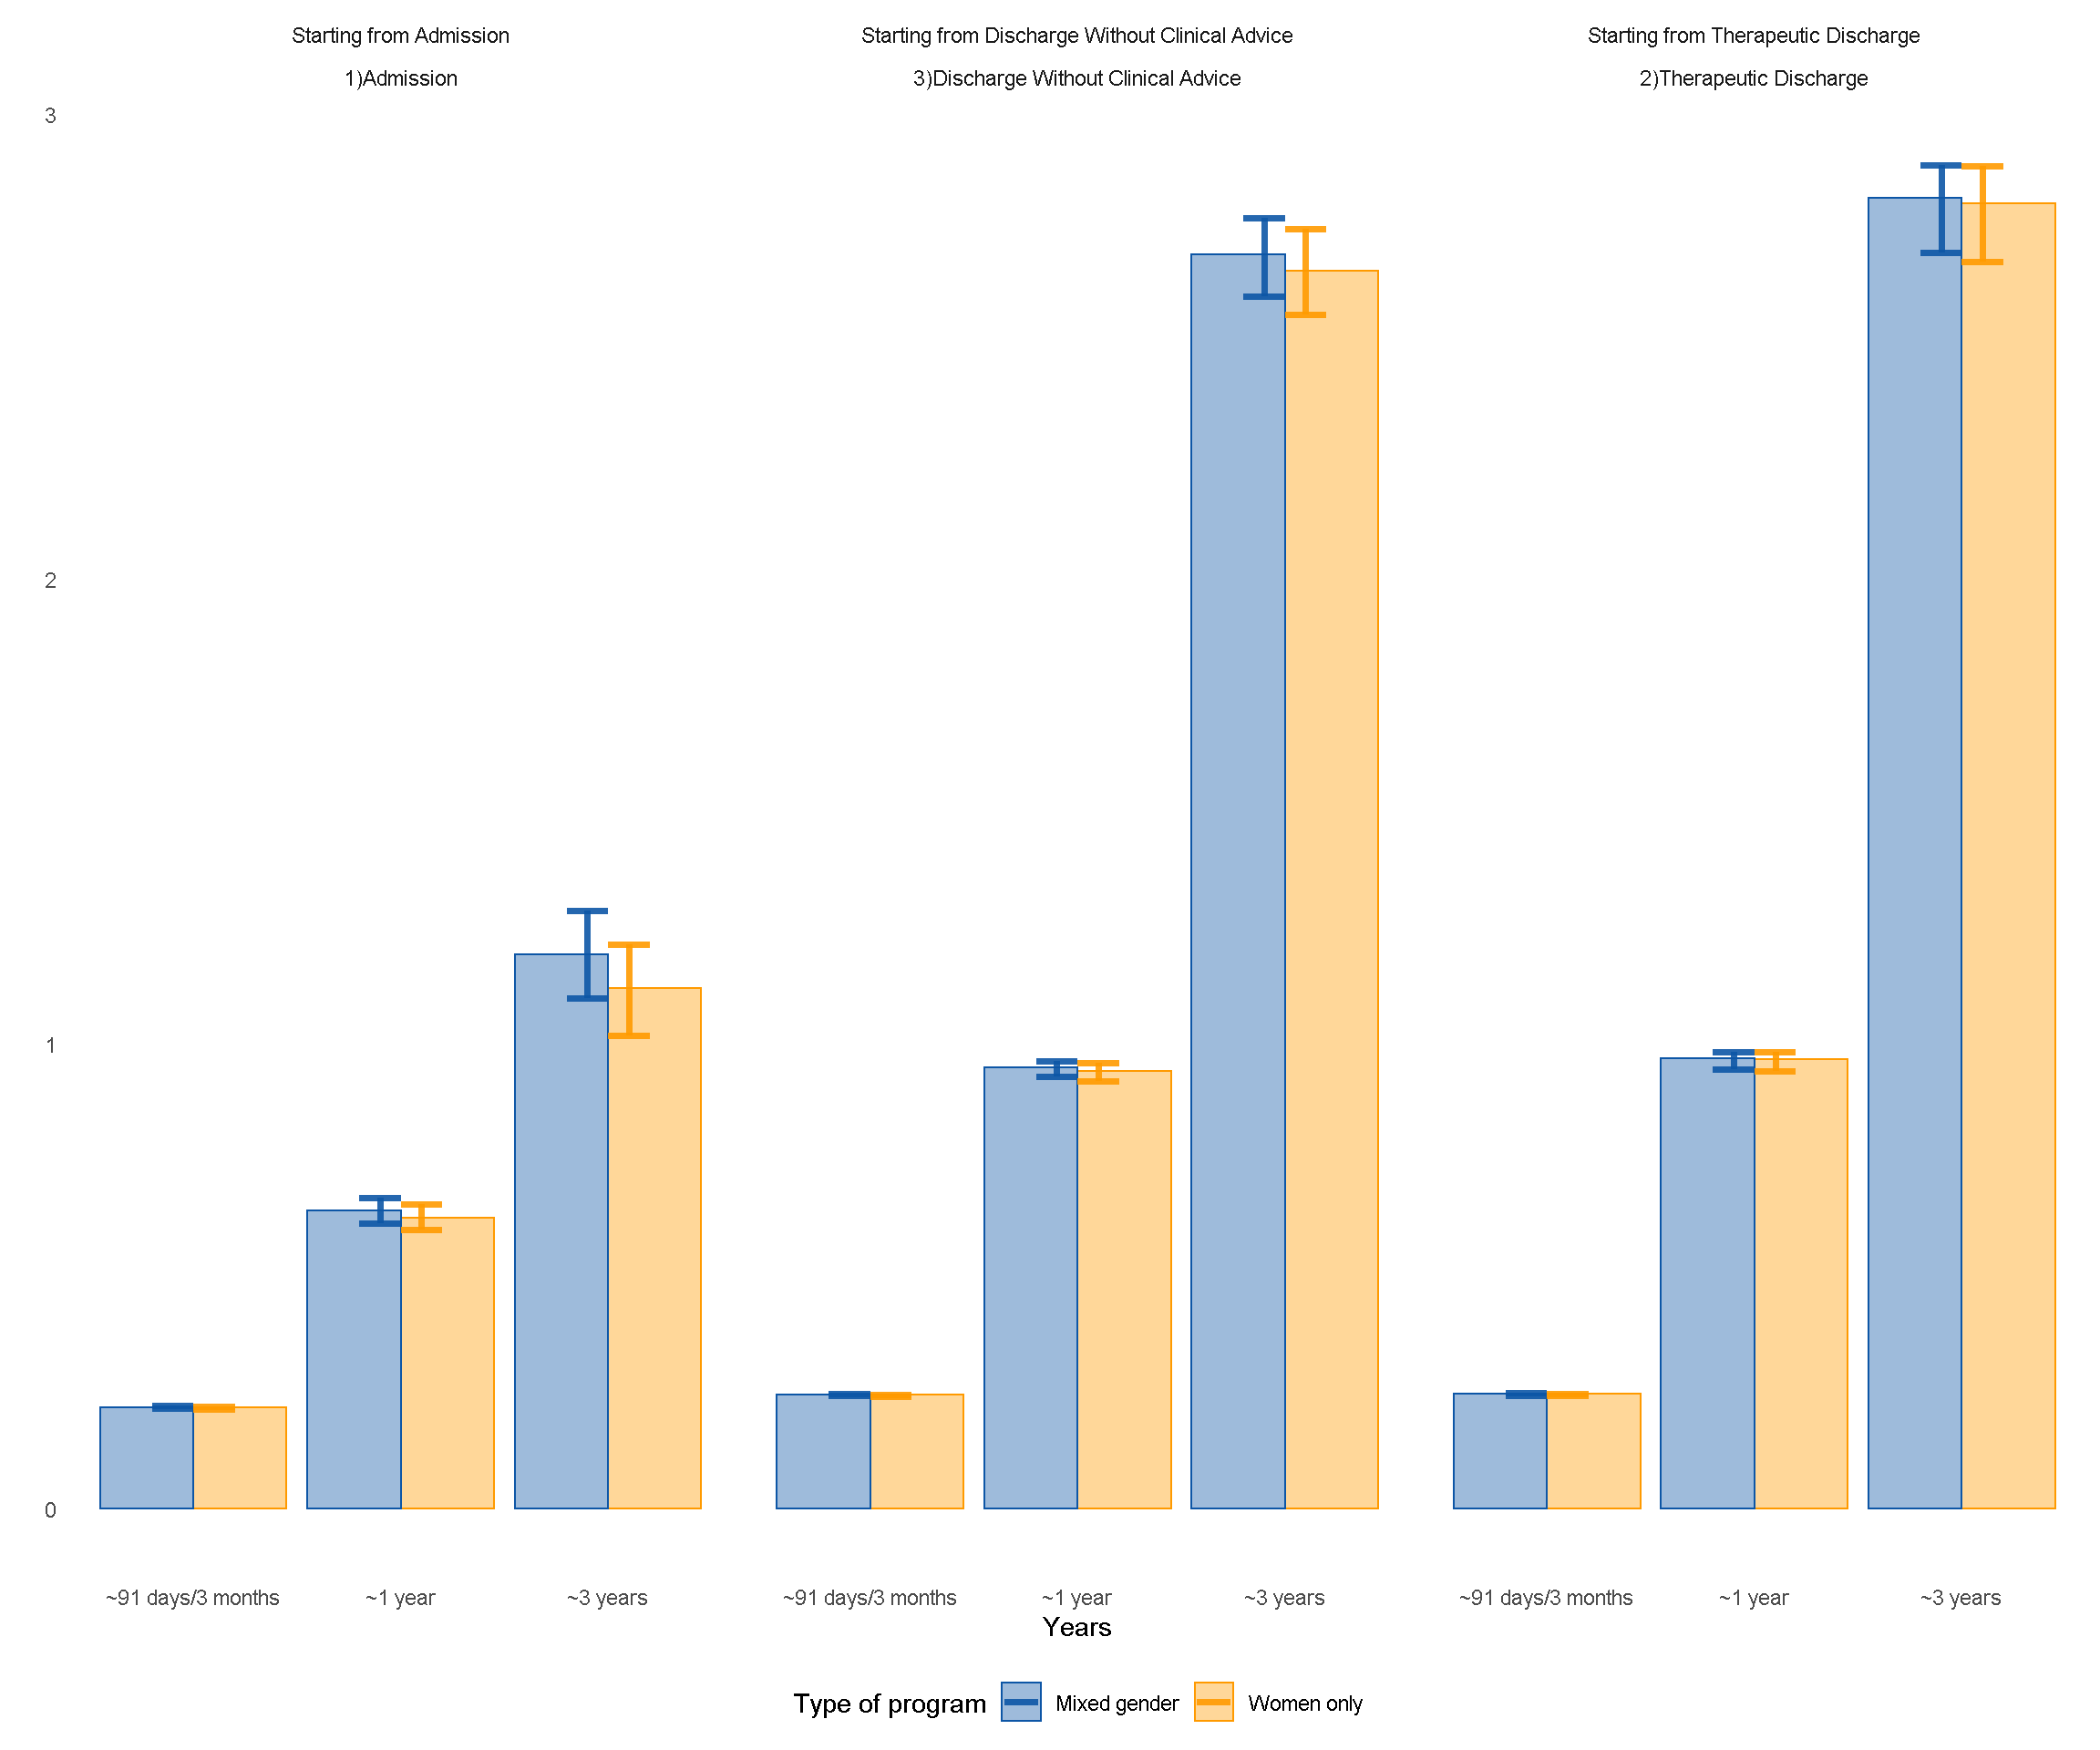 Starting from Admission
Starting from Discharge Without Clinical Advice
Starting from Therapeutic Discharge
1)Admission
3)Discharge Without Clinical Advice
2)Therapeutic Discharge
3
2
1
0
~91 days/3 months
~1 year
~3 years
~91 days/3 months
~1 year
~3 years
~91 days/3 months
~1 year
~3 years
Years
Type of program
Mixed gender
Women only